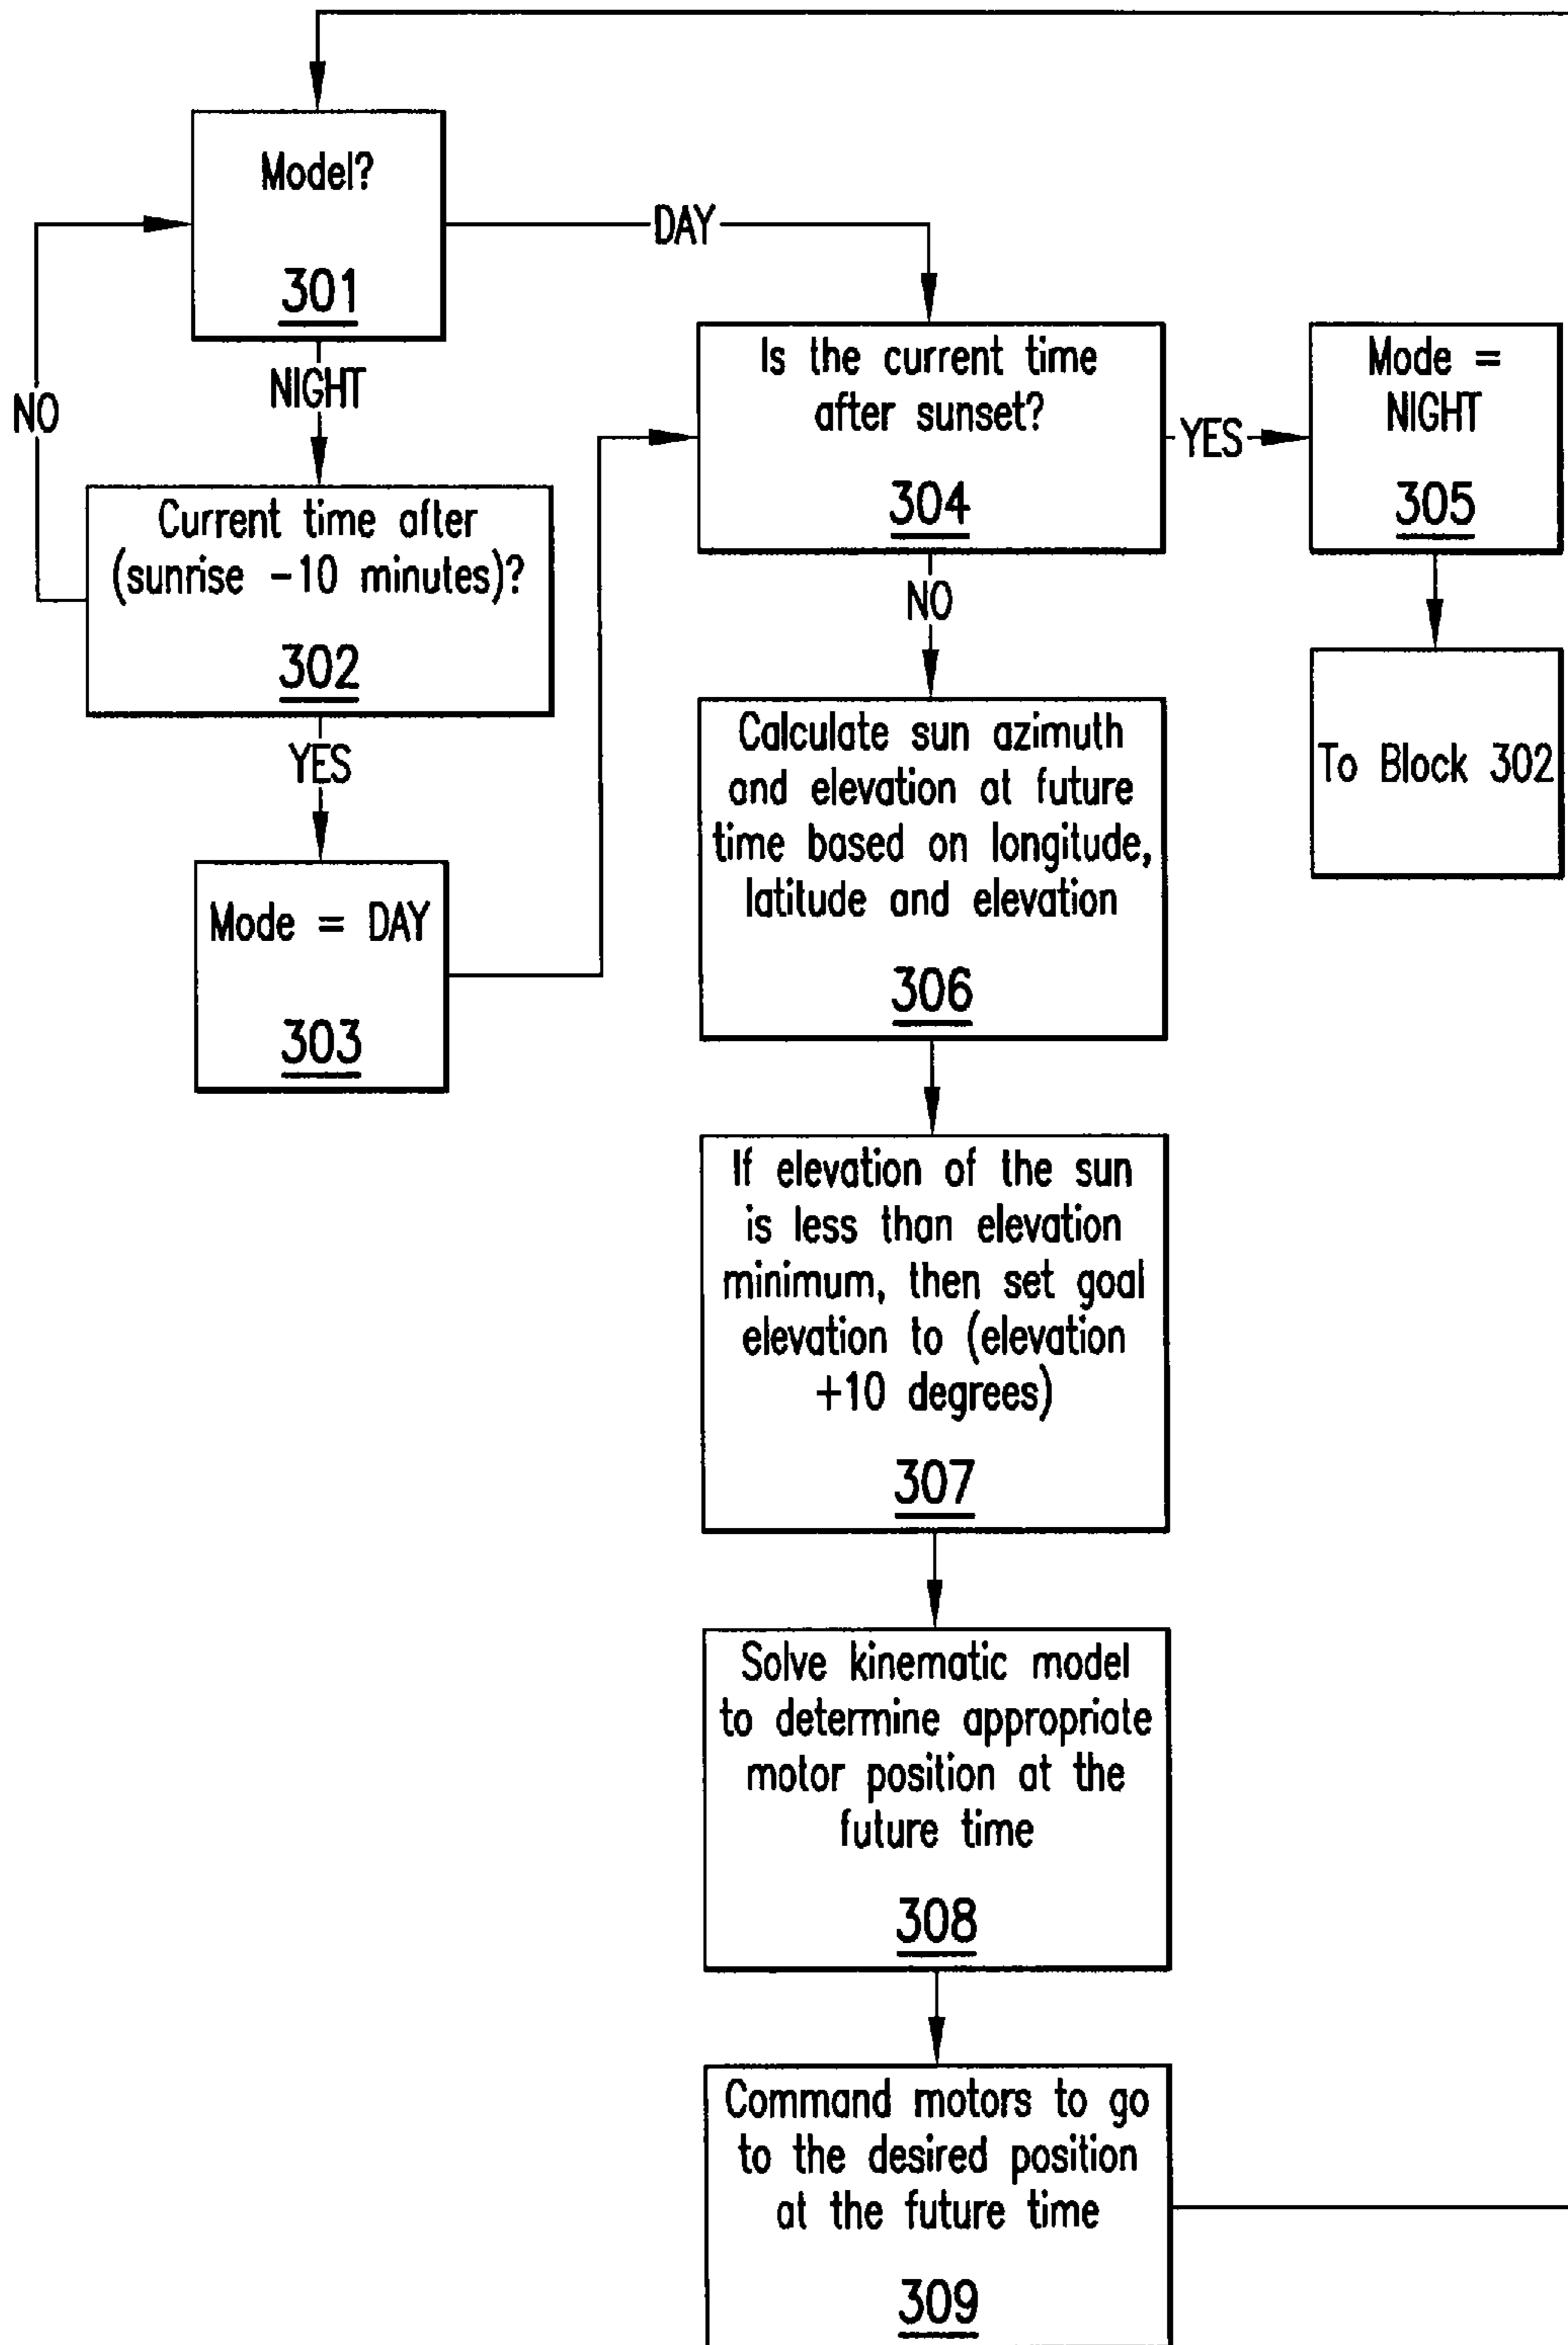 Model?
301
DAY
NIGHT
NO
Current time after
(sunrise -10 minutes)?
302
YES
Mode = DAY
303
Is the current time
after sunset?
304
YES
Mode =
NIGHT
305
To Block 302
NO
Calculate sun azimuth
and elevation at future
time based on longitude,
latitude and elevation
306
If elevation of the sun
is less than elevation
minimum, then set goal
elevation to (elevation
+10 degrees)
307
Solve kinematic model
to determine appropriate
motor position at the
future time
308
Command motors to go
to the desired position
at the future time
309